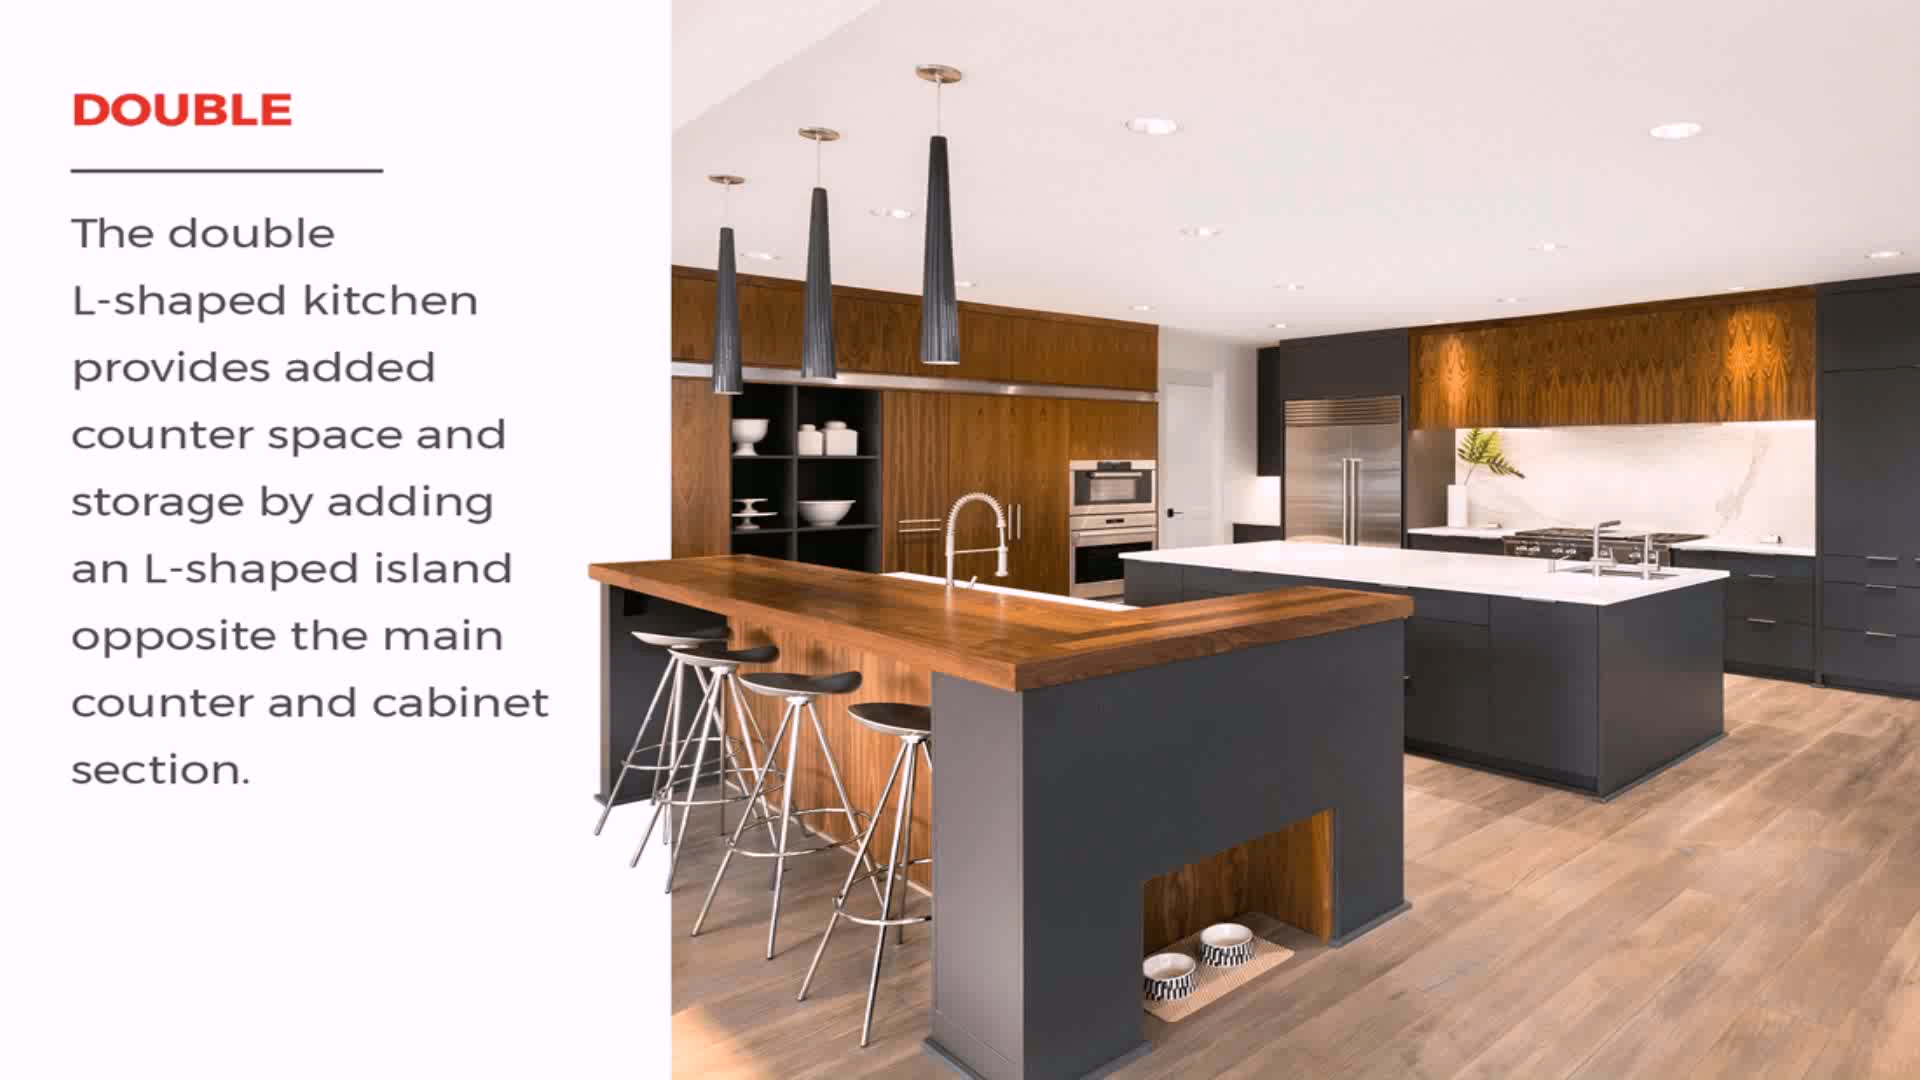 DOUBLE
The double
L-shaped kitchen
provides added
counter space and
storage by adding
an L-shaped island
opposite the main
counter and cabinet
section.